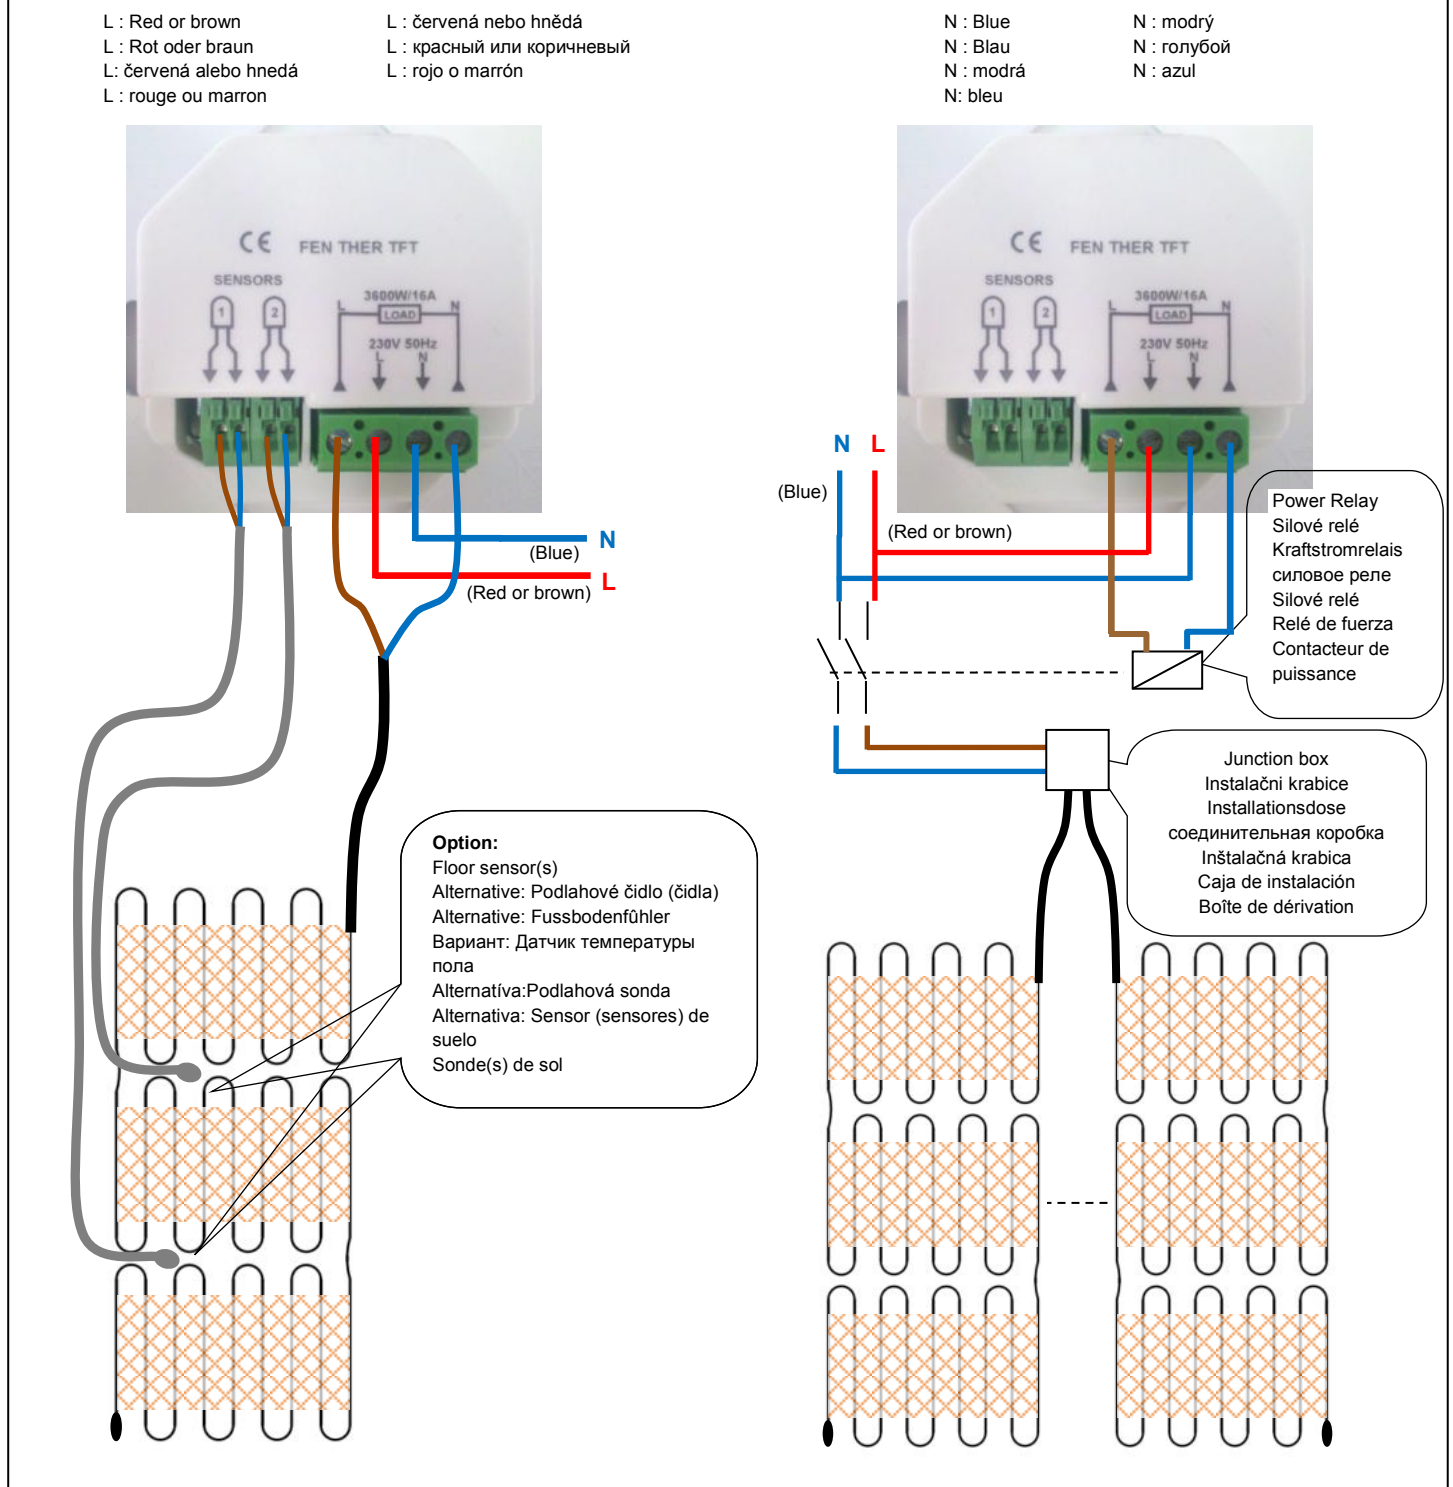 L : Red or brown
L : Rot oder braun
L: červená alebo hnedá
L : rouge ou marron
L : červená nebo hnědá
L : красный или коричневый
L : rojo o marrón
N : Blue
N : Blau
N : modrá
N: bleu
N : modrý
N : голубой
N : azul
CE FEN THER TFT
SENSORS
1 2
3600W/16A
L LOAD N
230V 50Hz
L N
N
(Blue)
L
(Red or brown)
CE FEN THER TFT
SENSORS
1 2
3600W/16A
L LOAD N
230V 50Hz
L N
N L
(Blue)
(Red or brown)
Power Relay
Silové relé
Kraftstromrelais
силовое реле
Silové relé
Relé de fuerza
Contacteur de
puissance
Junction box
Instalačni krabice
Installationsdose
соединительная коробка
Inštalačná krabica
Caja de instalación
Boîte de dérivation
Option:
Floor sensor(s)
Alternative: Podlahové čidlo (čidla)
Alternative: Fussbodenfûhler
Вариант: Датчик температуры
пола
Alternatíva:Podlahová sonda
Alternativa: Sensor (sensores) de
suelo
Sonde(s) de sol